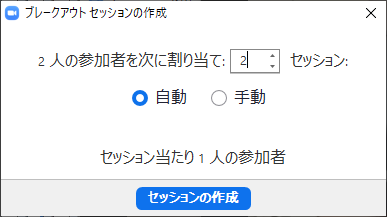 ブレークアウト セッションの作成
2 人の参加者を次に割り当て: 2 セッション:
自動 手動
セッション当たり 1 人の参加者
セッションの作成